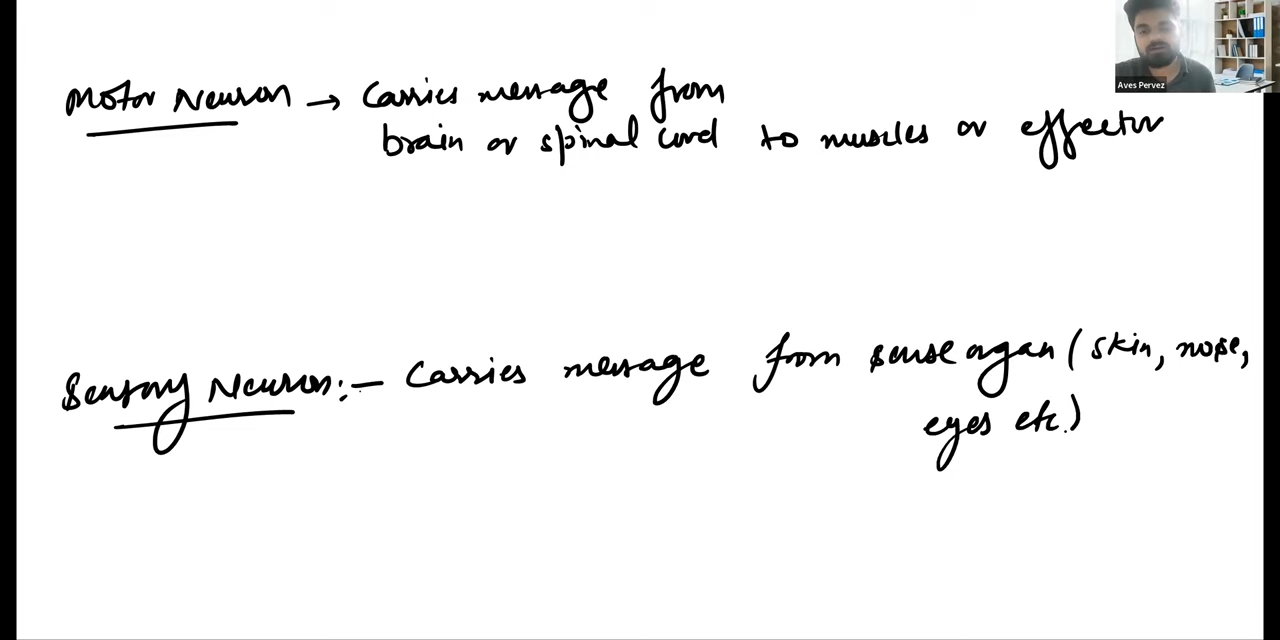 Motor Neuron → Carries message from
brain or spinal cord to muscles or effector
Sensory Neuron:- Carries message from sense organ (skin, nose,
eyes etc.)
Aves Pervez